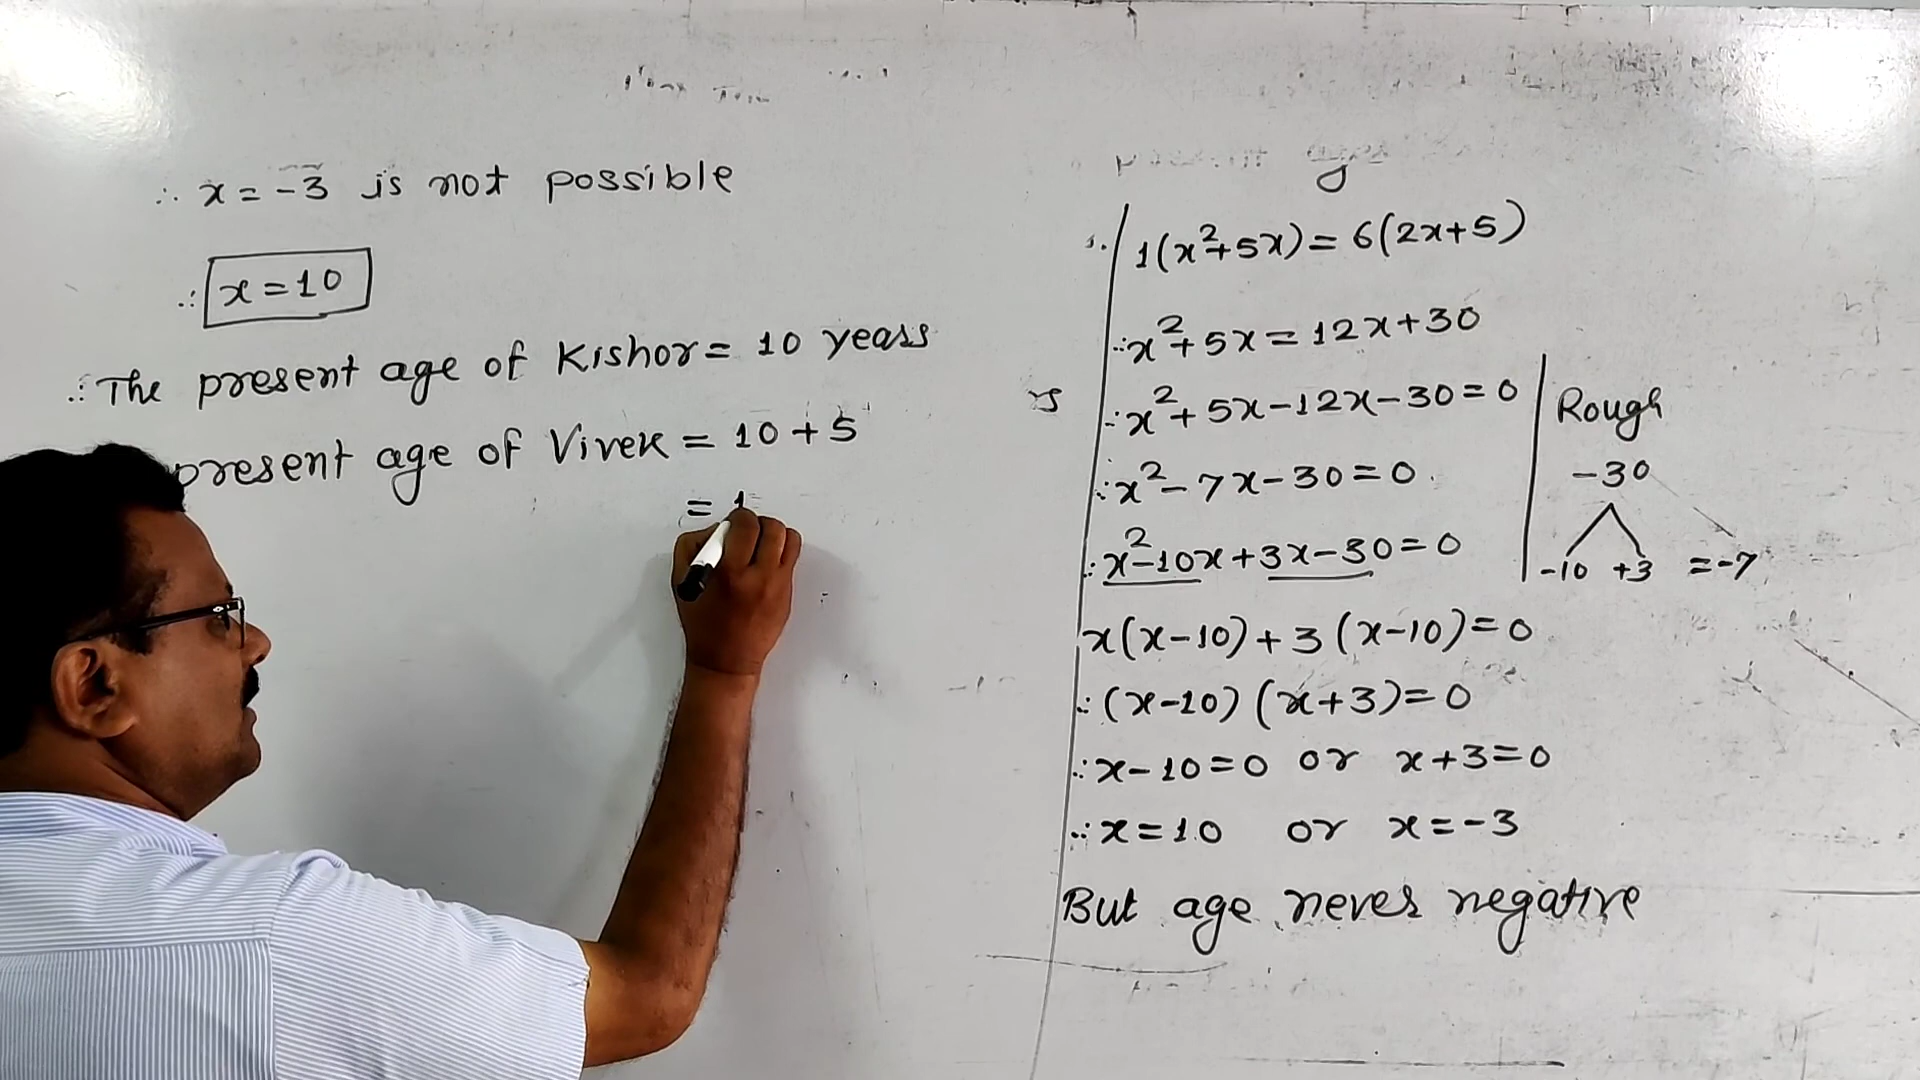 ∴ x = -3 is not possible
∴ x = 10
∴ The present age of Kishor = 10 years
present age of Vivek = 10 + 5
= 1
1(x²+5x) = 6(2x+5)
∴ x² + 5x = 12x + 30
∴ x² + 5x - 12x - 30 = 0
∴ x² - 7x - 30 = 0
∴ x² - 10x + 3x - 30 = 0
x(x-10) + 3(x-10) = 0
∴ (x-10) (x+3) = 0
∴ x - 10 = 0 or x + 3 = 0
∴ x = 10 or x = -3
But age never negative
Rough
-30
-10 +3 = -7